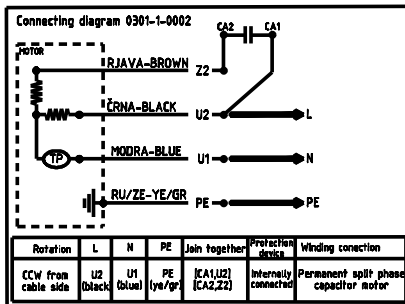 Connecting diagram 0301-1-0002
CA2 CA1
MOTOR
RJAVA-BROWN Z2
ČRNA-BLACK U2 L
TP MODRA-BLUE U1 N
RU/ZE-YE/GR PE PE
Rotation L N PE Join together Protection device Winding conection
CCW from cable side U2 (black) U1 (blue) PE (ye/gr) (CA1,U2) (CA2,Z2) Internelly connected Permanent split phase capacitor motor